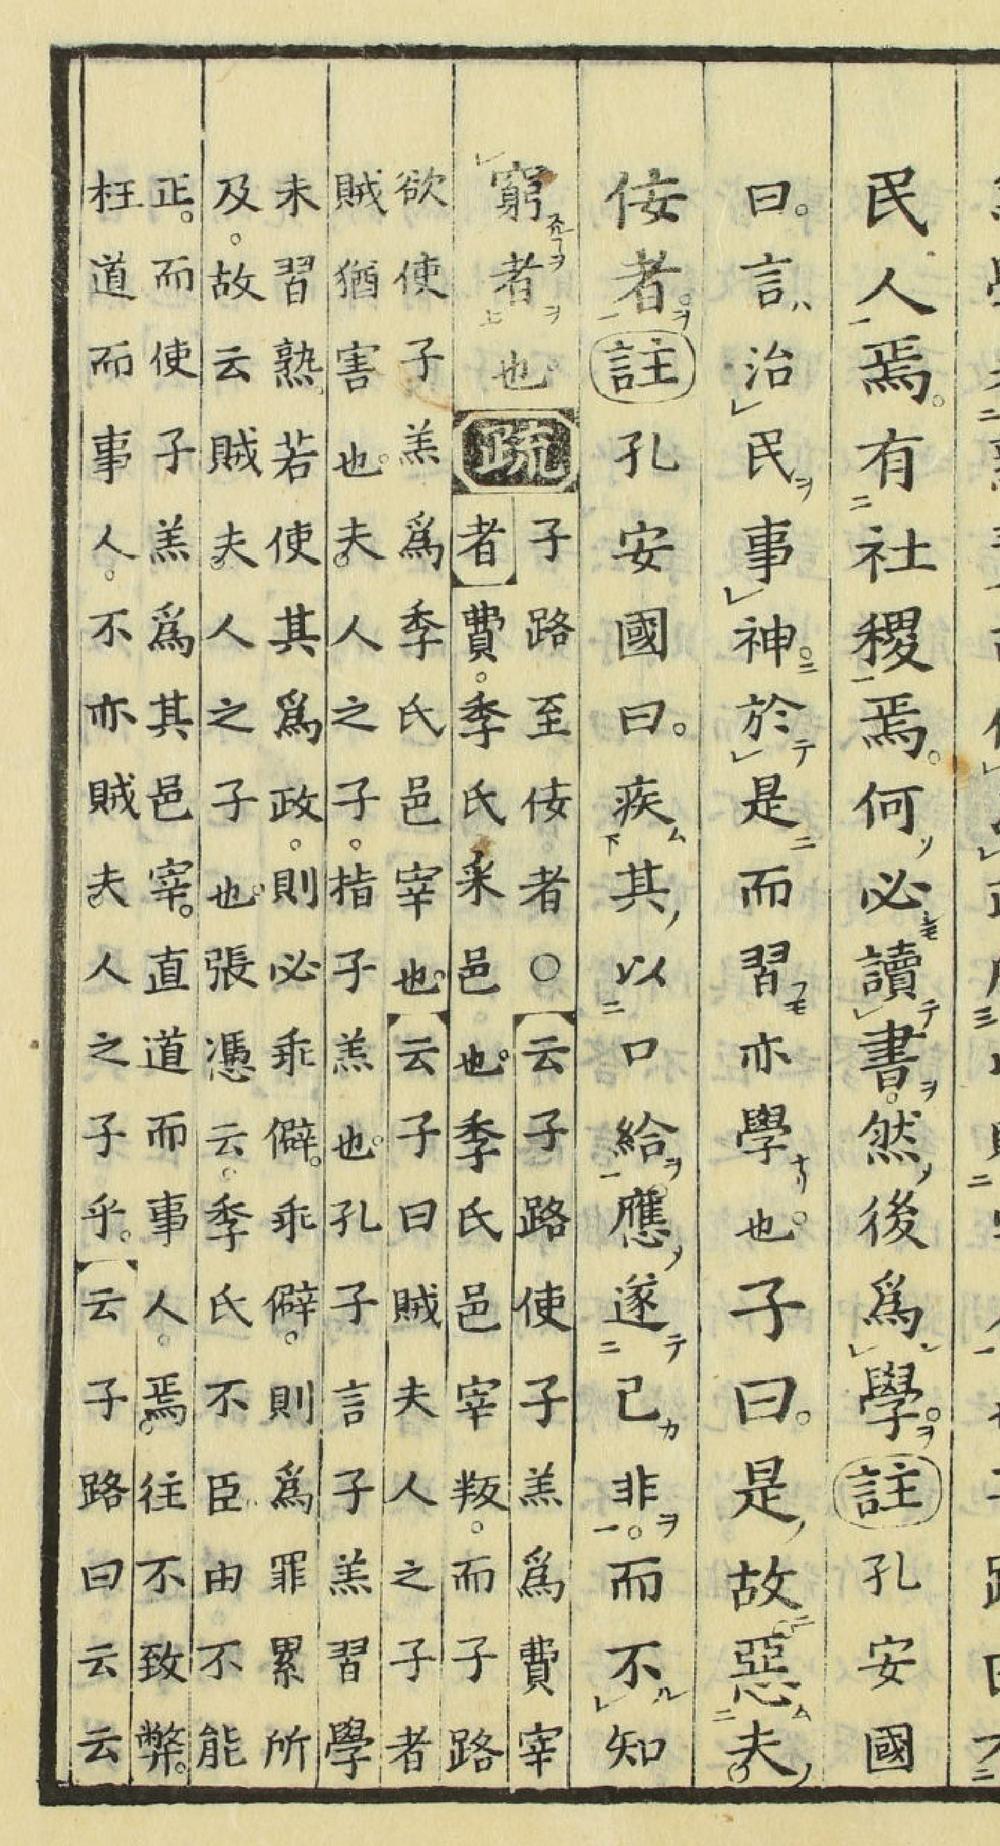 民人焉。有社稷焉。何必讀書。然後爲學。註孔安國
曰。言治民事神。於是而習亦學也。子曰。是故惡夫
佞者。註孔安國曰。疾其以口給應遂己非。而不知
窮者也。疏
子路至佞者○云子路使子羔爲費宰
者費。季氏采邑也。季氏邑宰叛。而子路
欲使子羔爲季氏邑宰也。云子曰賊夫人之子者
賊猶害也。夫人之子。指子羔也。孔子言子羔習學
未習熟。若使其爲政。則必乖僻。乖僻。則爲罪累所
及。故云賊夫人之子也。張憑云。季氏不臣。由不能
正。而使子羔爲其邑宰。直道而事人。焉往不致弊。
枉道而事人。不亦賊夫人之子乎。云子路曰云云